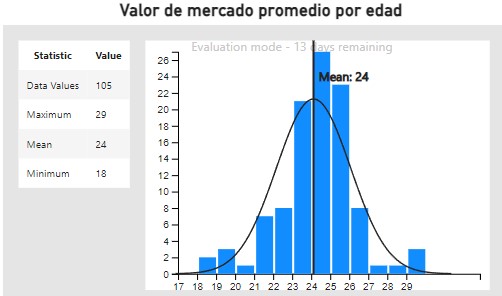 Valor de mercado promedio por edad
Evaluation mode - 13 days remaining
Statistic Value
Data Values 105
Maximum 29
Mean 24
Minimum 18
Mean: 24
26
24
22
20
18
16
14
12
10
8
6
4
2
0
17 18 19 20 21 22 23 24 25 26 27 28 29